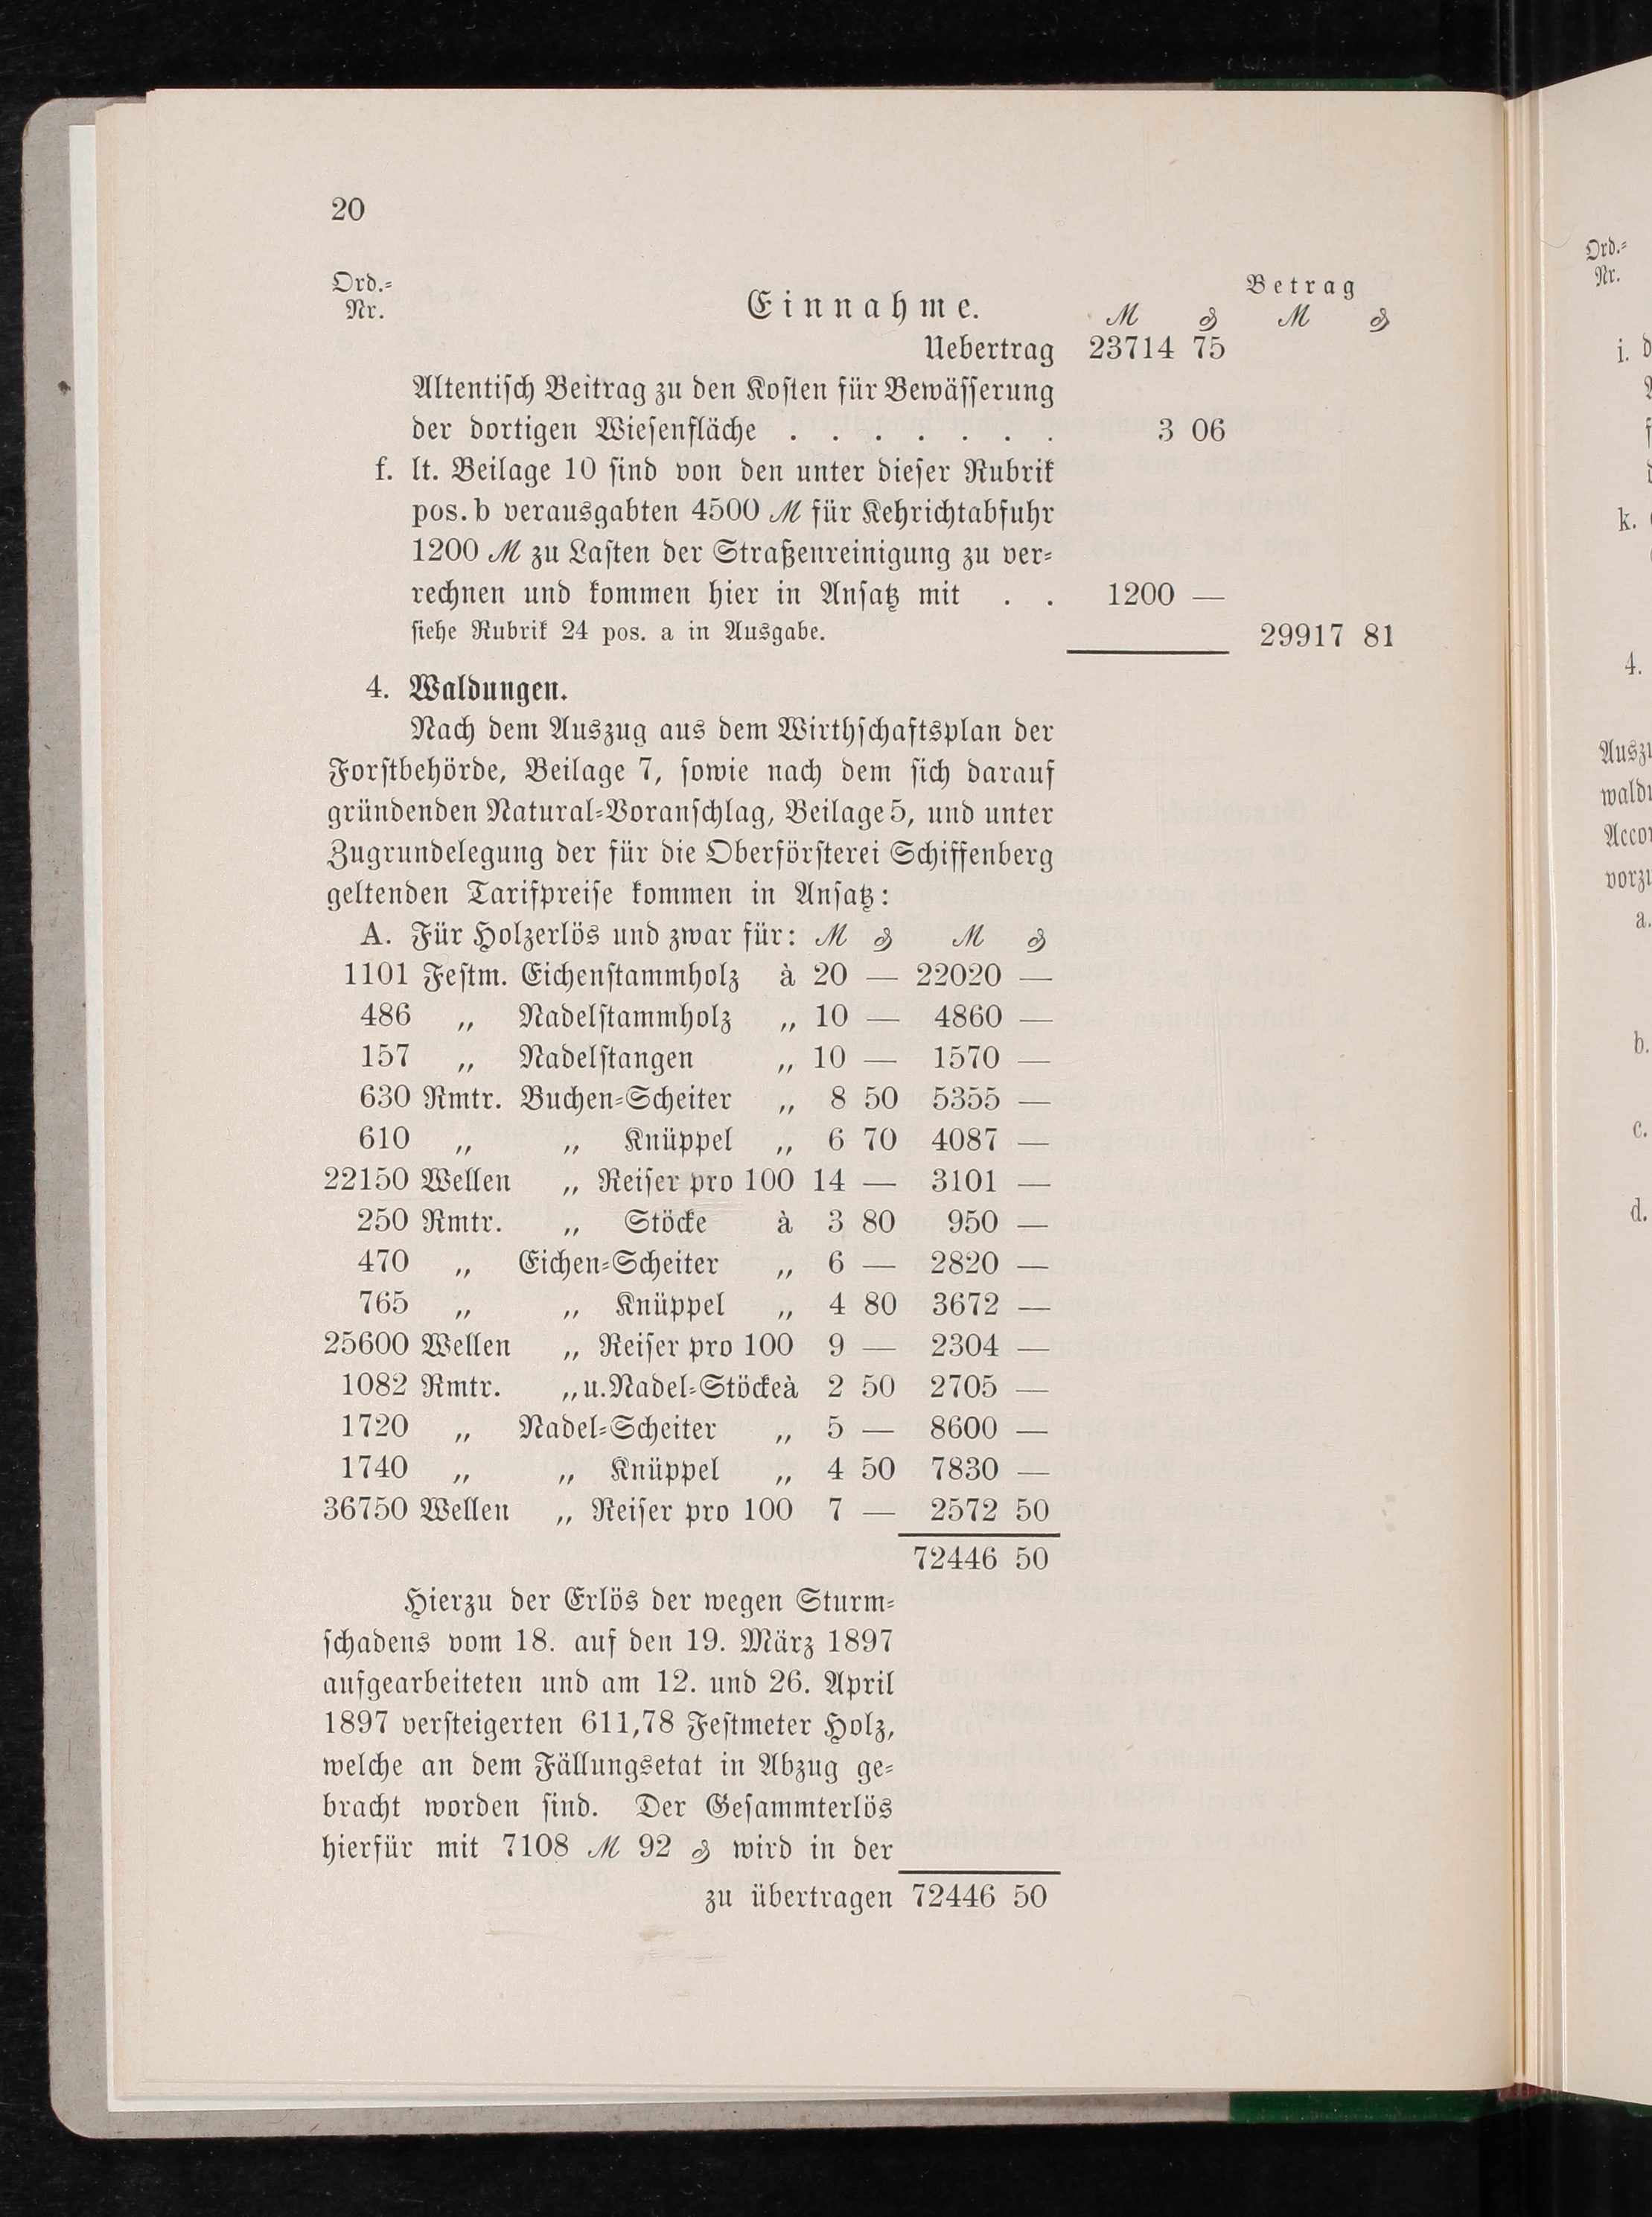 20
Ord.=
Nr.
Einnahme.
Betrag
ℳ ₰ ℳ ₰
Uebertrag 23714 75
Altentisch Beitrag zu den Kosten für Bewässerung
der dortigen Wiesenfläche . . . . . . . 3 06
f. lt. Beilage 10 sind von den unter dieser Rubrik
pos. b verausgabten 4500 ℳ für Kehrichtabfuhr
1200 ℳ zu Lasten der Straßenreinigung zu ver=
rechnen und kommen hier in Ansatz mit . . 1200 —
siehe Rubrik 24 pos. a in Ausgabe. 29917 81
4. Waldungen.
Nach dem Auszug aus dem Wirthschaftsplan der
Forstbehörde, Beilage 7, sowie nach dem sich darauf
gründenden Natural=Voranschlag, Beilage 5, und unter
Zugrundelegung der für die Oberförsterei Schiffenberg
geltenden Tarifpreise kommen in Ansatz:
A. Für Holzerlös und zwar für: ℳ ₰ ℳ ₰
1101 Festm. Eichenstammholz à 20 — 22020 —
486 „ Nadelstammholz „ 10 — 4860 —
157 „ Nadelstangen „ 10 — 1570 —
630 Rmtr. Buchen=Scheiter „ 8 50 5355 —
610 „ „ Knüppel „ 6 70 4087 —
22150 Wellen „ Reiser pro 100 14 — 3101 —
250 Rmtr. „ Stöcke à 3 80 950 —
470 „ Eichen=Scheiter „ 6 — 2820 —
765 „ „ Knüppel „ 4 80 3672 —
25600 Wellen „ Reiser pro 100 9 — 2304 —
1082 Rmtr. „ u. Nadel=Stöcke à 2 50 2705 —
1720 „ Nadel=Scheiter „ 5 — 8600 —
1740 „ „ Knüppel „ 4 50 7830 —
36750 Wellen „ Reiser pro 100 7 — 2572 50
72446 50
Hierzu der Erlös der wegen Sturm=
schadens vom 18. auf den 19. März 1897
aufgearbeiteten und am 12. und 26. April
1897 versteigerten 611,78 Festmeter Holz,
welche an dem Fällungsetat in Abzug ge=
bracht worden sind. Der Gesammterlös
hierfür mit 7108 ℳ 92 ₰ wird in der
zu übertragen 72446 50
Ord.=
Nr.
i.
k.
4.
a.
b.
c.
d.